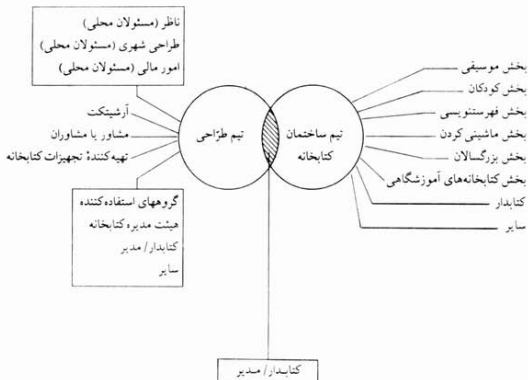 ناظر (مسئولان محلی)
طراحی شهری (مسئولان محلی)
امور مالی (مسئولان محلی)
بخش موسیقی
بخش کودکان
بخش فهرستنویسی
بخش ماشینی کردن
بخش بزرگسالان
بخش کتابخانه‌های آموزشگاهی
کتابدار
سایر
تیم ساختمان
کتابخانه
تیم طرّاحی
آرشیتکت
مشاور یا مشاوران
تهیه‌کنندهٔ تجهیزات کتابخانه
گروههای استفاده‌کننده
هیئت مدیره کتابخانه
کتابدار/ مدیر
سایر
کتابدار/ مدیر